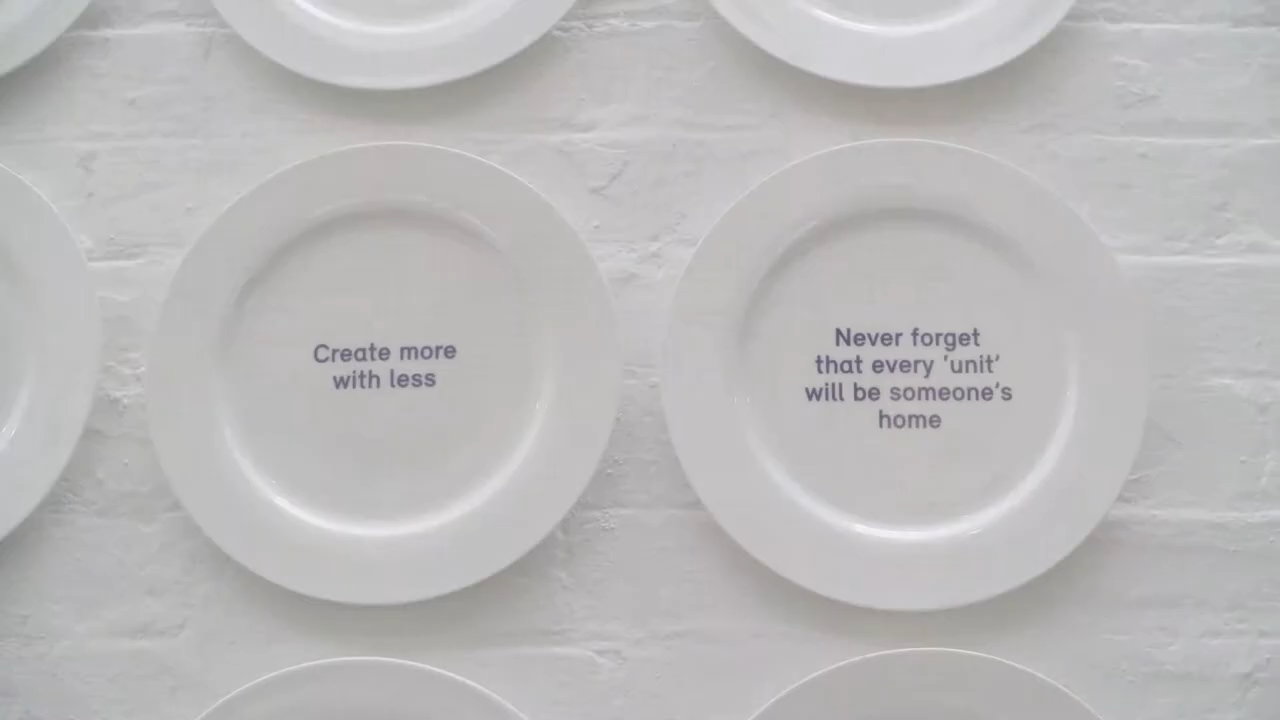 Create more
with less
Never forget
that every 'unit'
will be someone's
home